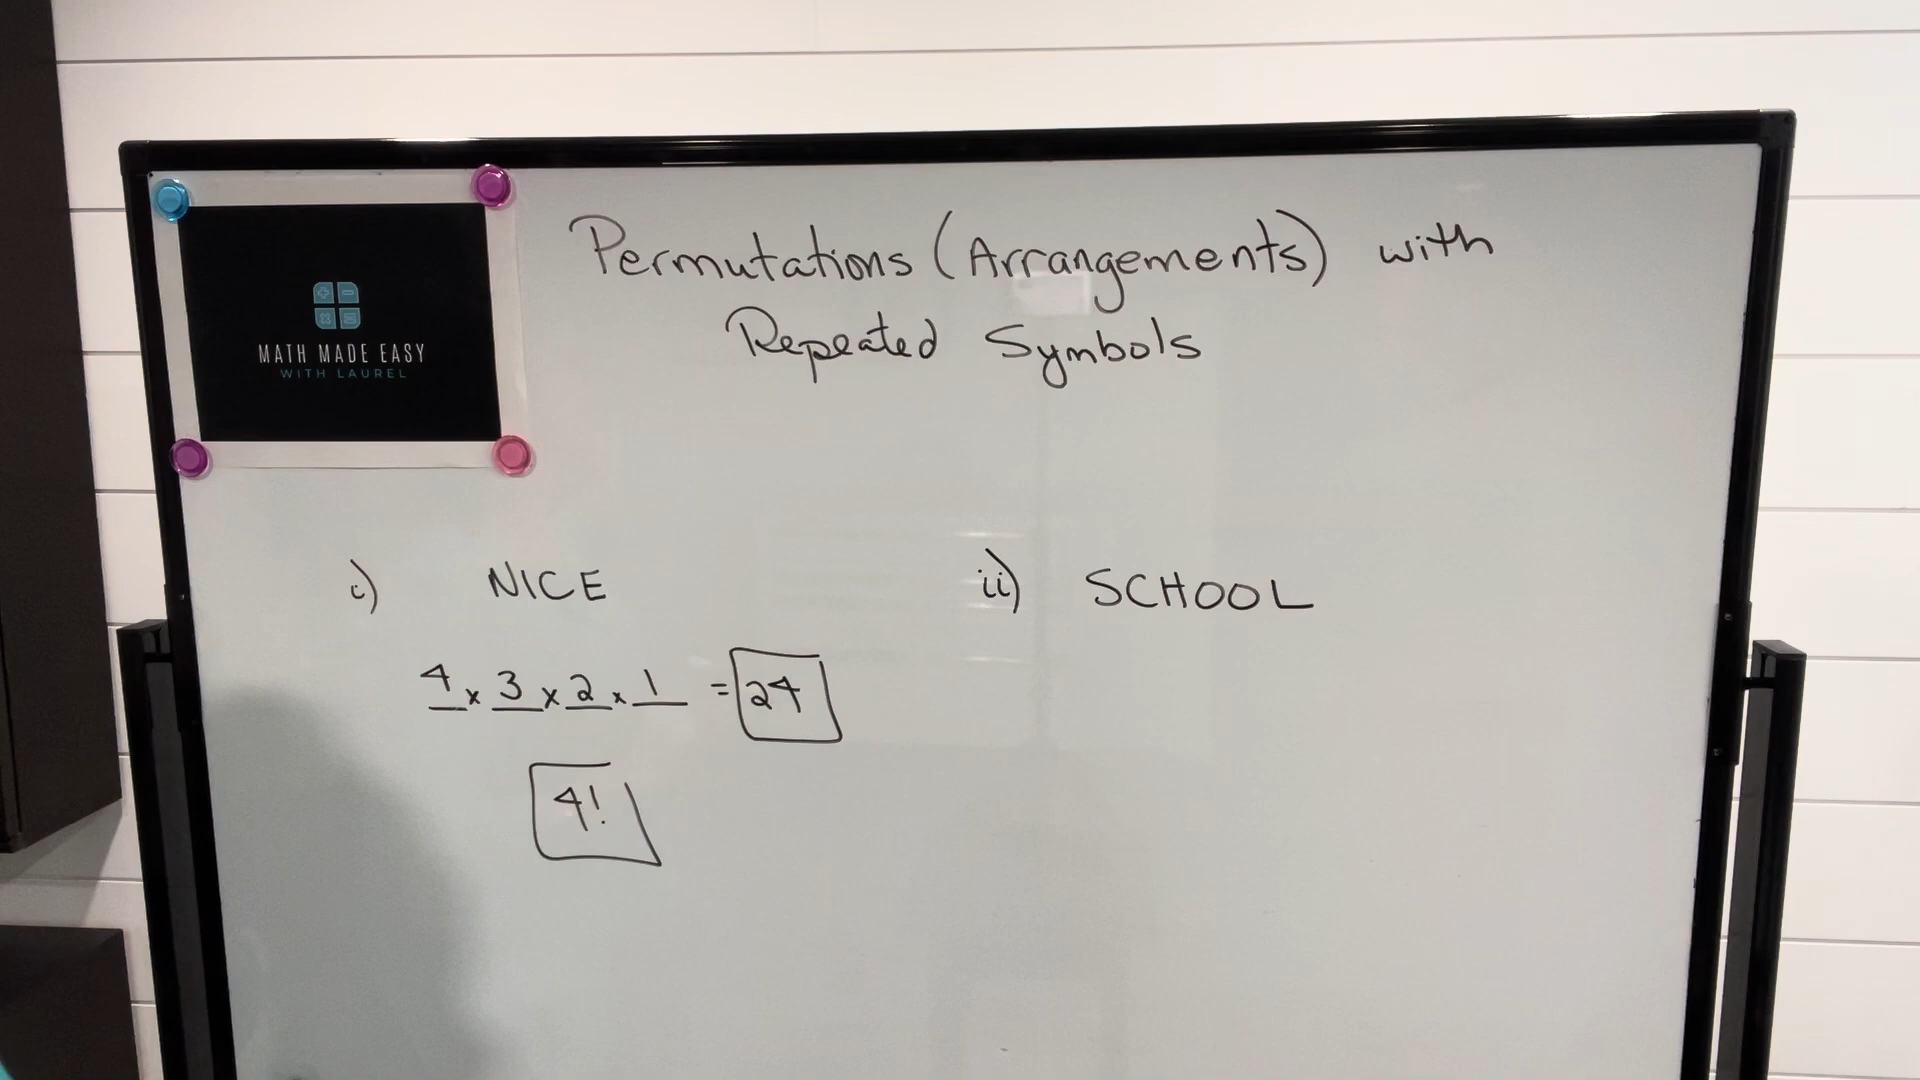 Permutations (Arrangements) with
Repeated Symbols
MATH MADE EASY
WITH LAUREL
i) NICE
ii) SCHOOL
4 x 3 x 2 x 1 = 24
4!